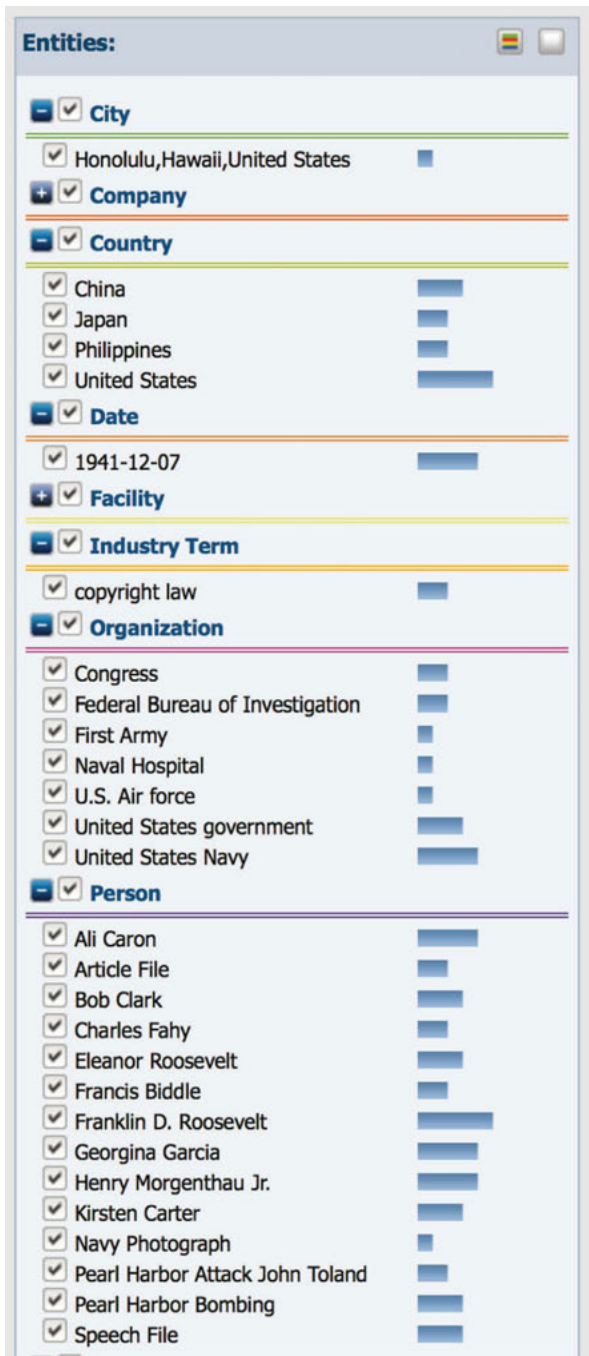 Entities:
City
Honolulu,Hawaii,United States
Company
Country
China
Japan
Philippines
United States
Date
1941-12-07
Facility
Industry Term
copyright law
Organization
Congress
Federal Bureau of Investigation
First Army
Naval Hospital
U.S. Air force
United States government
United States Navy
Person
Ali Caron
Article File
Bob Clark
Charles Fahy
Eleanor Roosevelt
Francis Biddle
Franklin D. Roosevelt
Georgina Garcia
Henry Morgenthau Jr.
Kirsten Carter
Navy Photograph
Pearl Harbor Attack John Toland
Pearl Harbor Bombing
Speech File